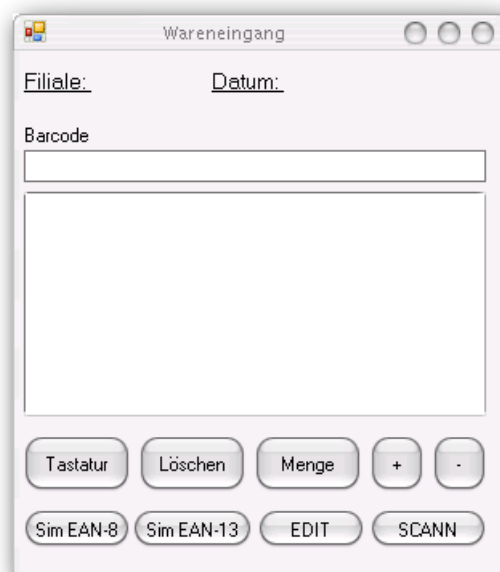 Wareneingang
Filiale: Datum:
Barcode
Tastatur Löschen Menge + -
Sim EAN-8 Sim EAN-13 EDIT SCANN